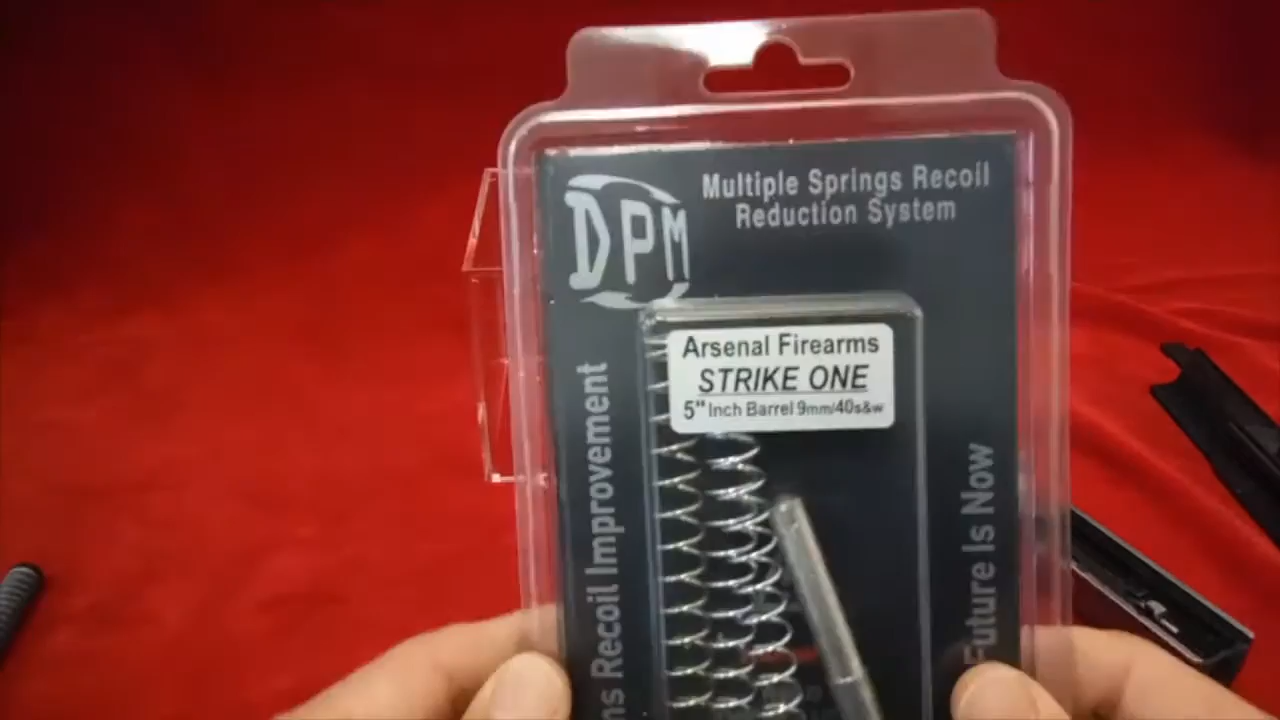 DPM
Multiple Springs Recoil
Reduction System
Arsenal Firearms
STRIKE ONE
5" Inch Barrel 9mm/40s&w
Recoil Improvement
Future Is Now